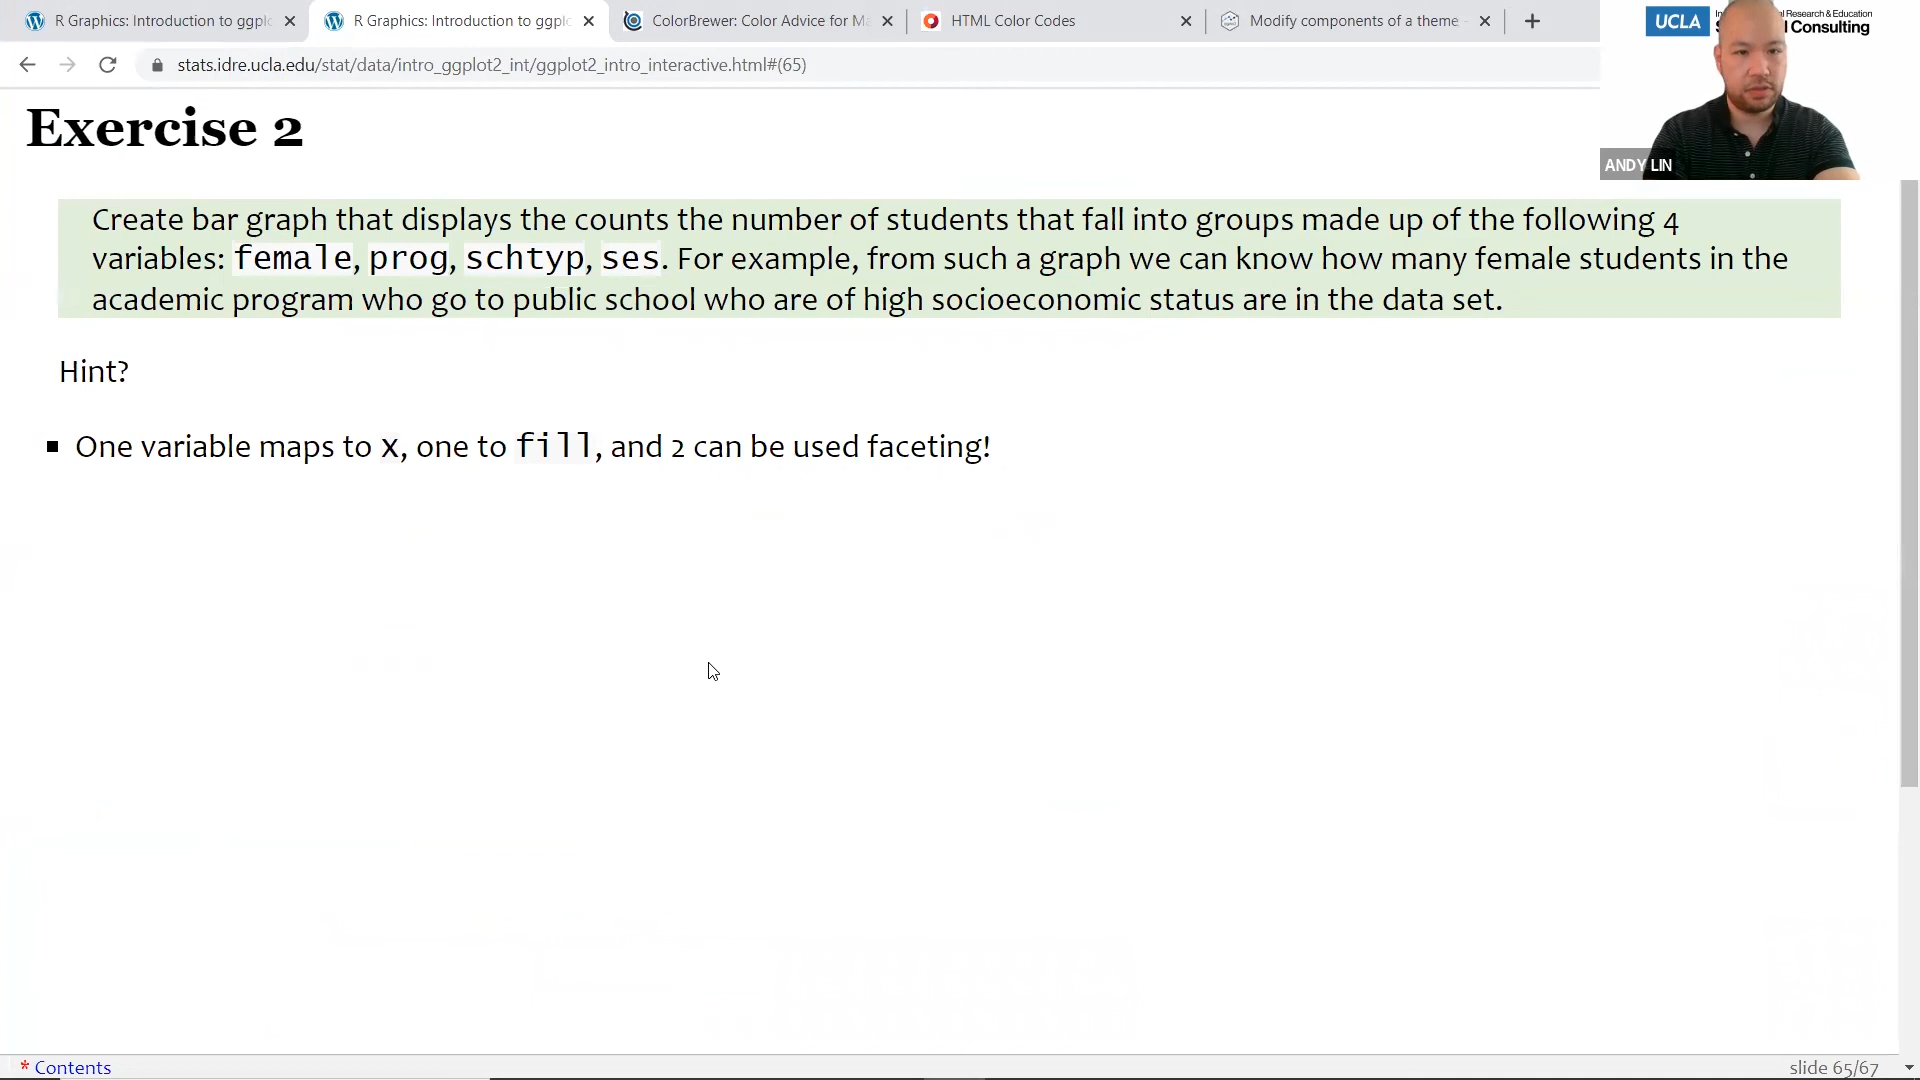 R Graphics: Introduction to ggplo
R Graphics: Introduction to ggplo
ColorBrewer: Color Advice for Ma
HTML Color Codes
Modify components of a theme
stats.idre.ucla.edu/stat/data/intro_ggplot2_int/ggplot2_intro_interactive.html#(65)
UCLA
Research & Education
Consulting
ANDY LIN
Exercise 2
Create bar graph that displays the counts the number of students that fall into groups made up of the following 4
variables: female, prog, schtyp, ses. For example, from such a graph we can know how many female students in the
academic program who go to public school who are of high socioeconomic status are in the data set.
Hint?
One variable maps to x, one to fill, and 2 can be used faceting!
* Contents
slide 65/67